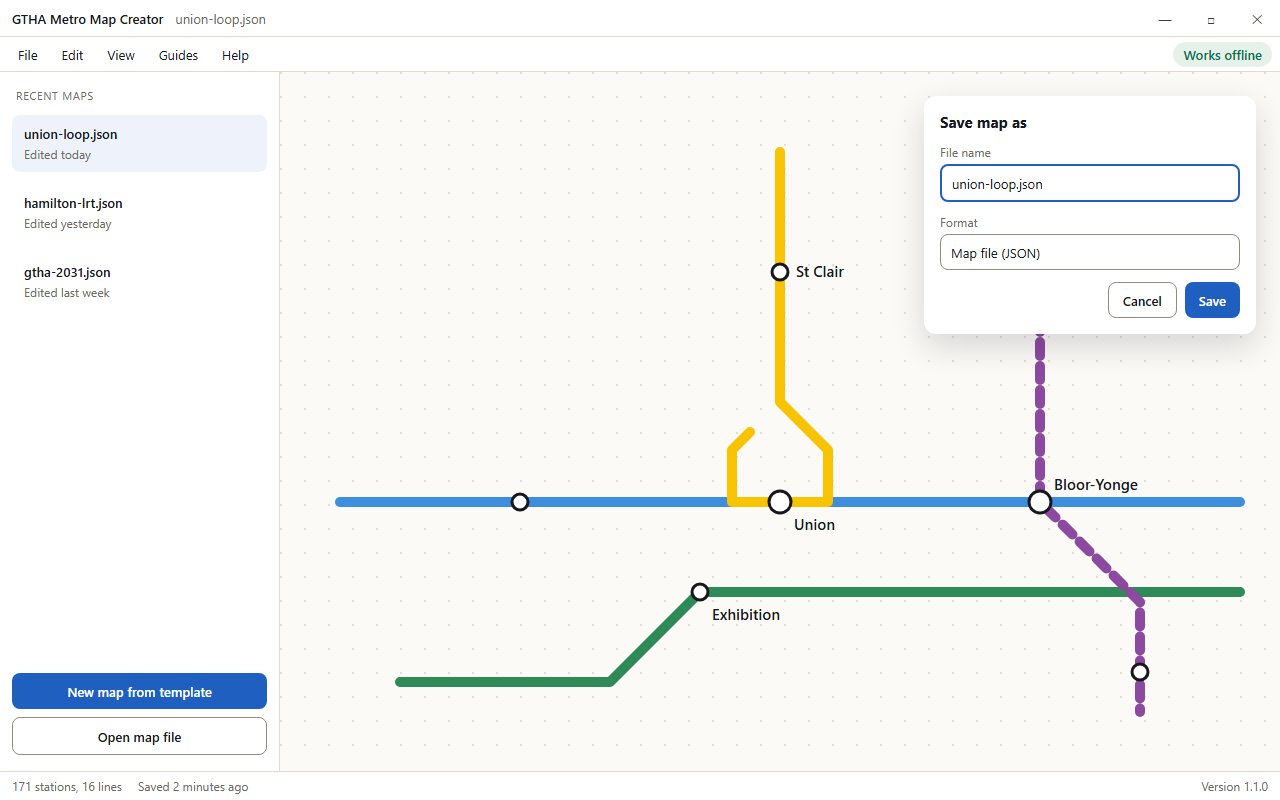 GTHA Metro Map Creator union-loop.json
File Edit View Guides Help
Works offline
RECENT MAPS
union-loop.json
Edited today
hamilton-lrt.json
Edited yesterday
gtha-2031.json
Edited last week
New map from template
Open map file
St Clair
Union
Bloor-Yonge
Exhibition
Save map as
File name
union-loop.json
Format
Map file (JSON)
Cancel Save
171 stations, 16 lines Saved 2 minutes ago
Version 1.1.0